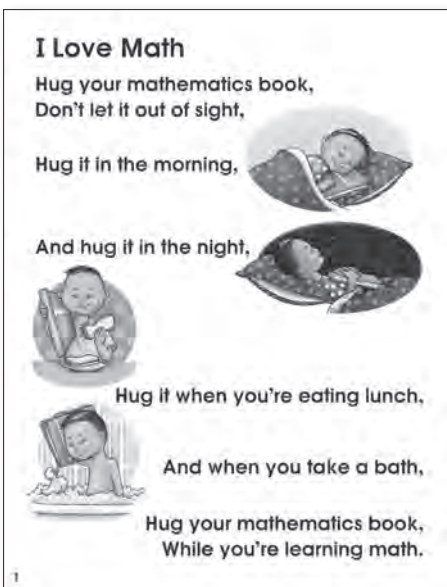 I Love Math
Hug your mathematics book,
Don't let it out of sight,
Hug it in the morning,
And hug it in the night,
Hug it when you're eating lunch,
And when you take a bath,
Hug your mathematics book,
While you're learning math.
1